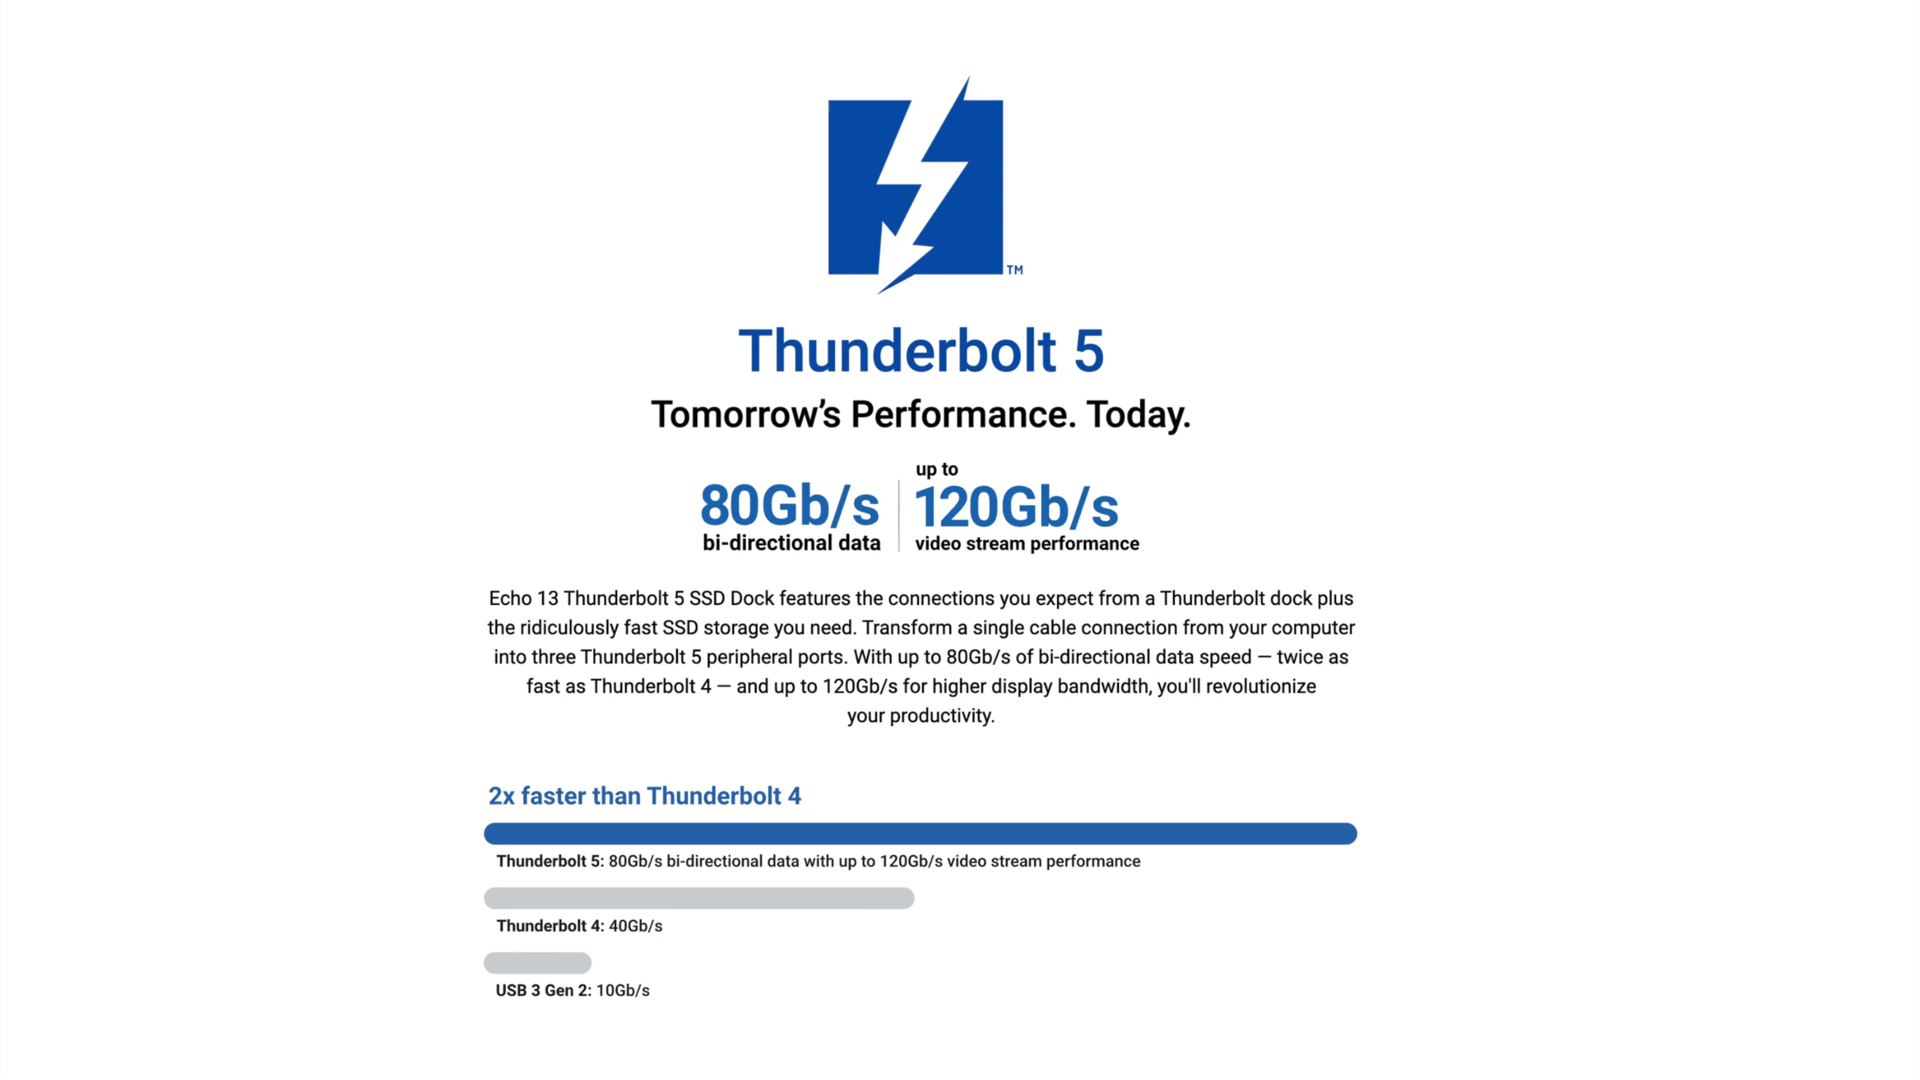 TM
Thunderbolt 5
Tomorrow’s Performance. Today.
80Gb/s
bi-directional data
up to
120Gb/s
video stream performance
Echo 13 Thunderbolt 5 SSD Dock features the connections you expect from a Thunderbolt dock plus
the ridiculously fast SSD storage you need. Transform a single cable connection from your computer
into three Thunderbolt 5 peripheral ports. With up to 80Gb/s of bi-directional data speed — twice as
fast as Thunderbolt 4 — and up to 120Gb/s for higher display bandwidth, you'll revolutionize
your productivity.
2x faster than Thunderbolt 4
Thunderbolt 5: 80Gb/s bi-directional data with up to 120Gb/s video stream performance
Thunderbolt 4: 40Gb/s
USB 3 Gen 2: 10Gb/s